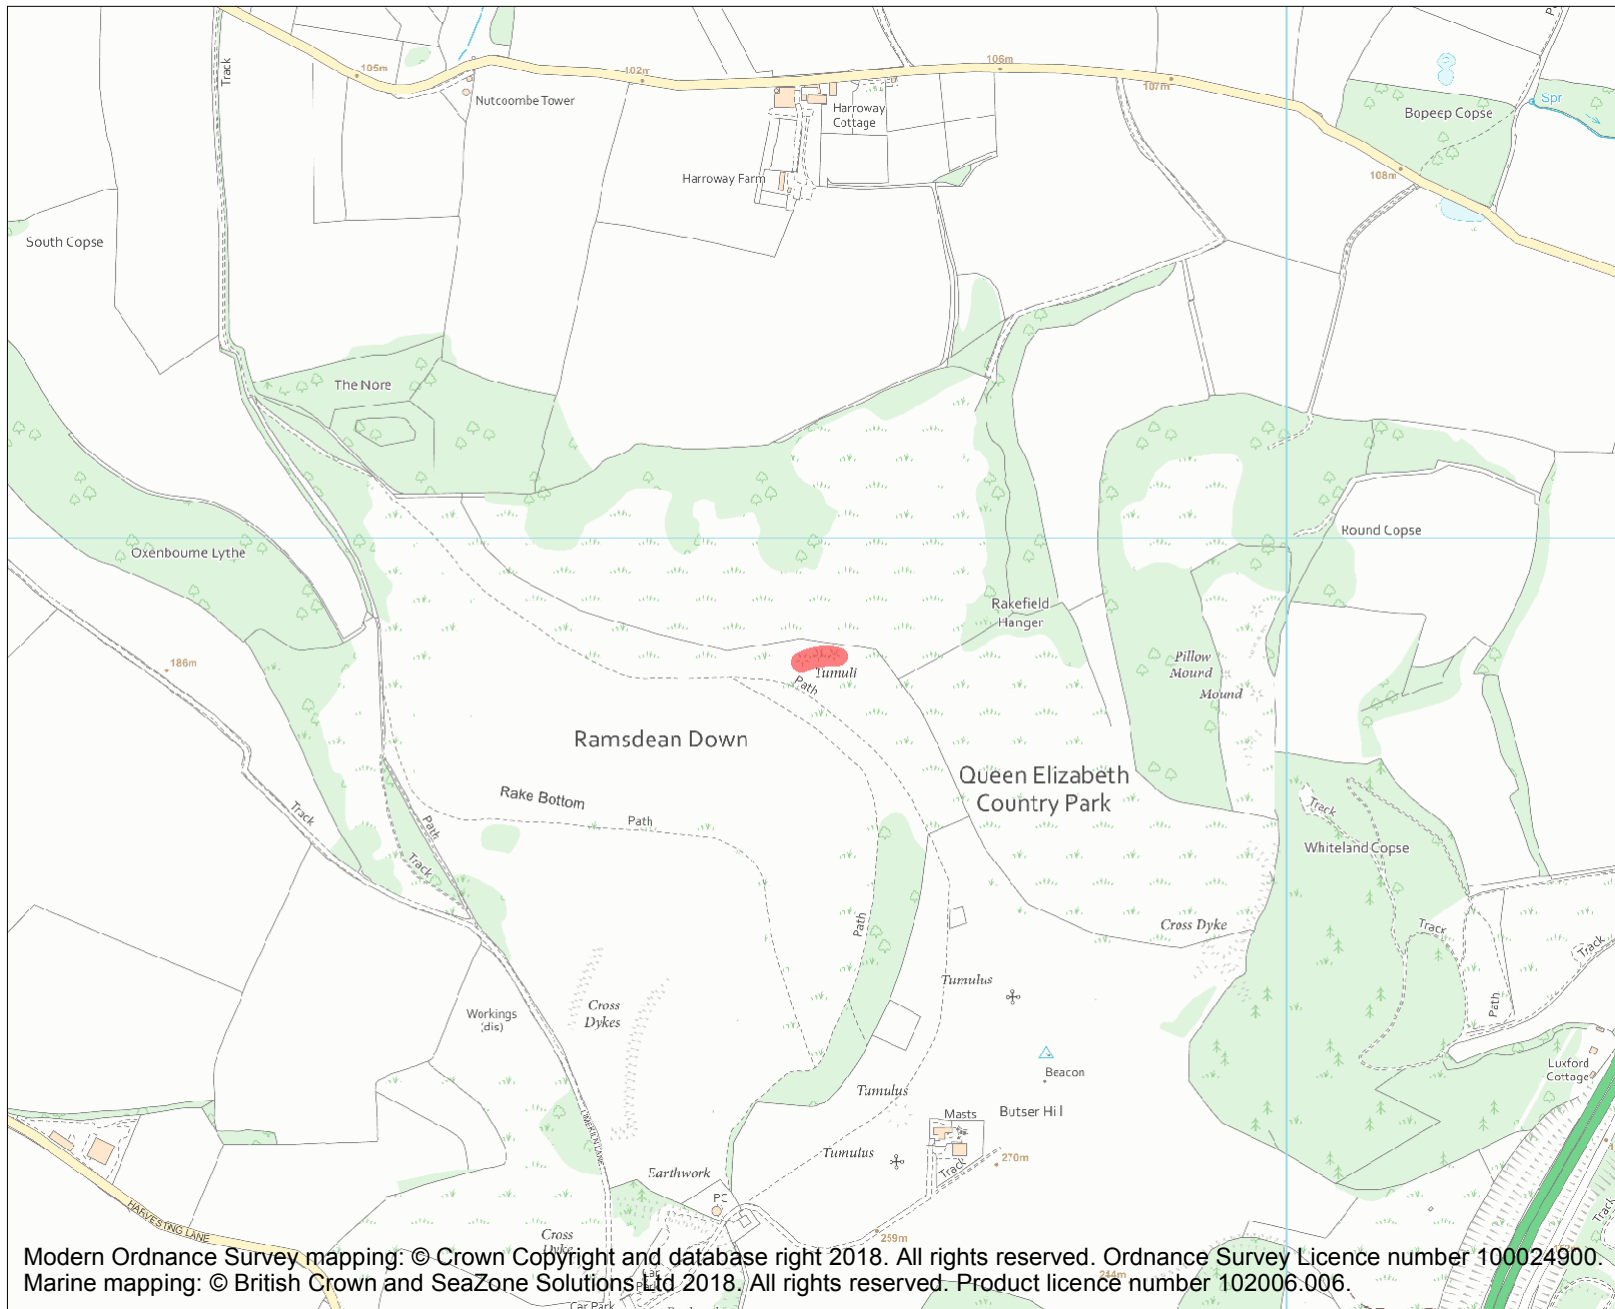 Track
105m
102m
106m
107m
Nutcoombe Tower
Harroway
Cottage
Bopeep Copse
Spr
Harroway Farm
108m
South Copse
The Nore
Oxenbourne Lythe
Round Copse
Rakefield
Hanger
186m
Pillow
Mound
Mound
Tumuli
Path
Ramsdean Down
Queen Elizabeth
Country Park
Rake Bottom
Path
Track
Path
Track
Track
Whiteland Copse
Path
Cross Dyke
Track
Track
Tumulus
Path
Cross
Dykes
Workings
(dis)
Beacon
Luxford
Cottage
Tumulus
Masts
Butser Hill
LIMEKILN LANE
Tumulus
Track
270m
Earthwork
PC
Track
HARVESTING LANE
Cross
Dyke
259m
Modern Ordnance Survey mapping: © Crown Copyright and database right 2018. All rights reserved. Ordnance Survey Licence number 100024900.
Marine mapping: © British Crown and SeaZone Solutions Ltd 2018. All rights reserved. Product licence number 102006.006.
Car Park